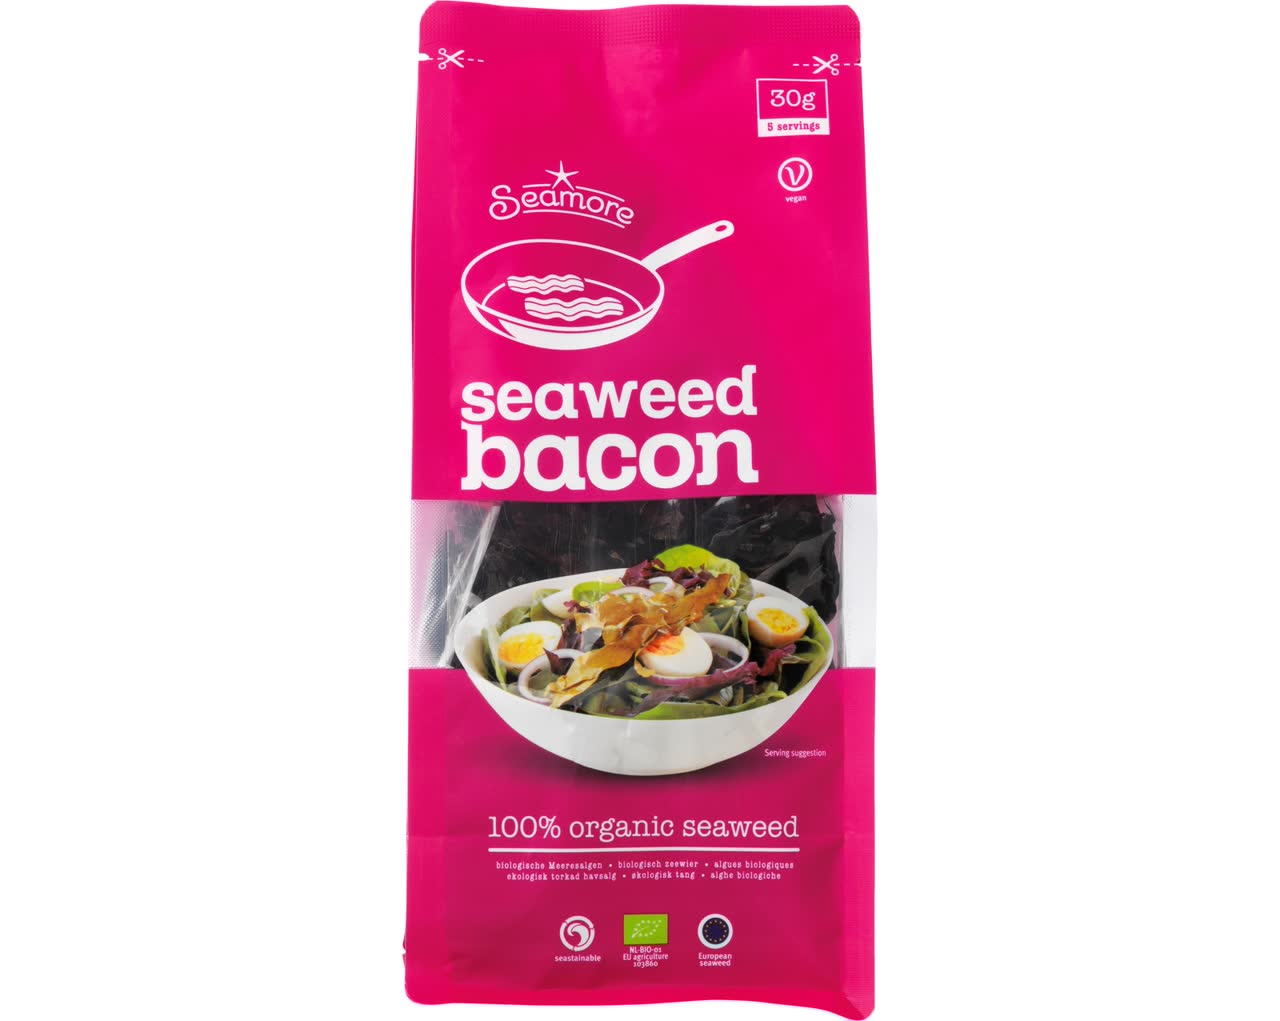 30g
5 servings
vegan
Seamore
seaweed
bacon
Serving suggestion
100% organic seaweed
biologische Meeresalgen • biologisch zeewier • algues biologiques
ekologisk torkad havsalg • økologisk tang • alghe biologiche
seastainable
NL-BIO-01
EU agriculture
103860
European
seaweed